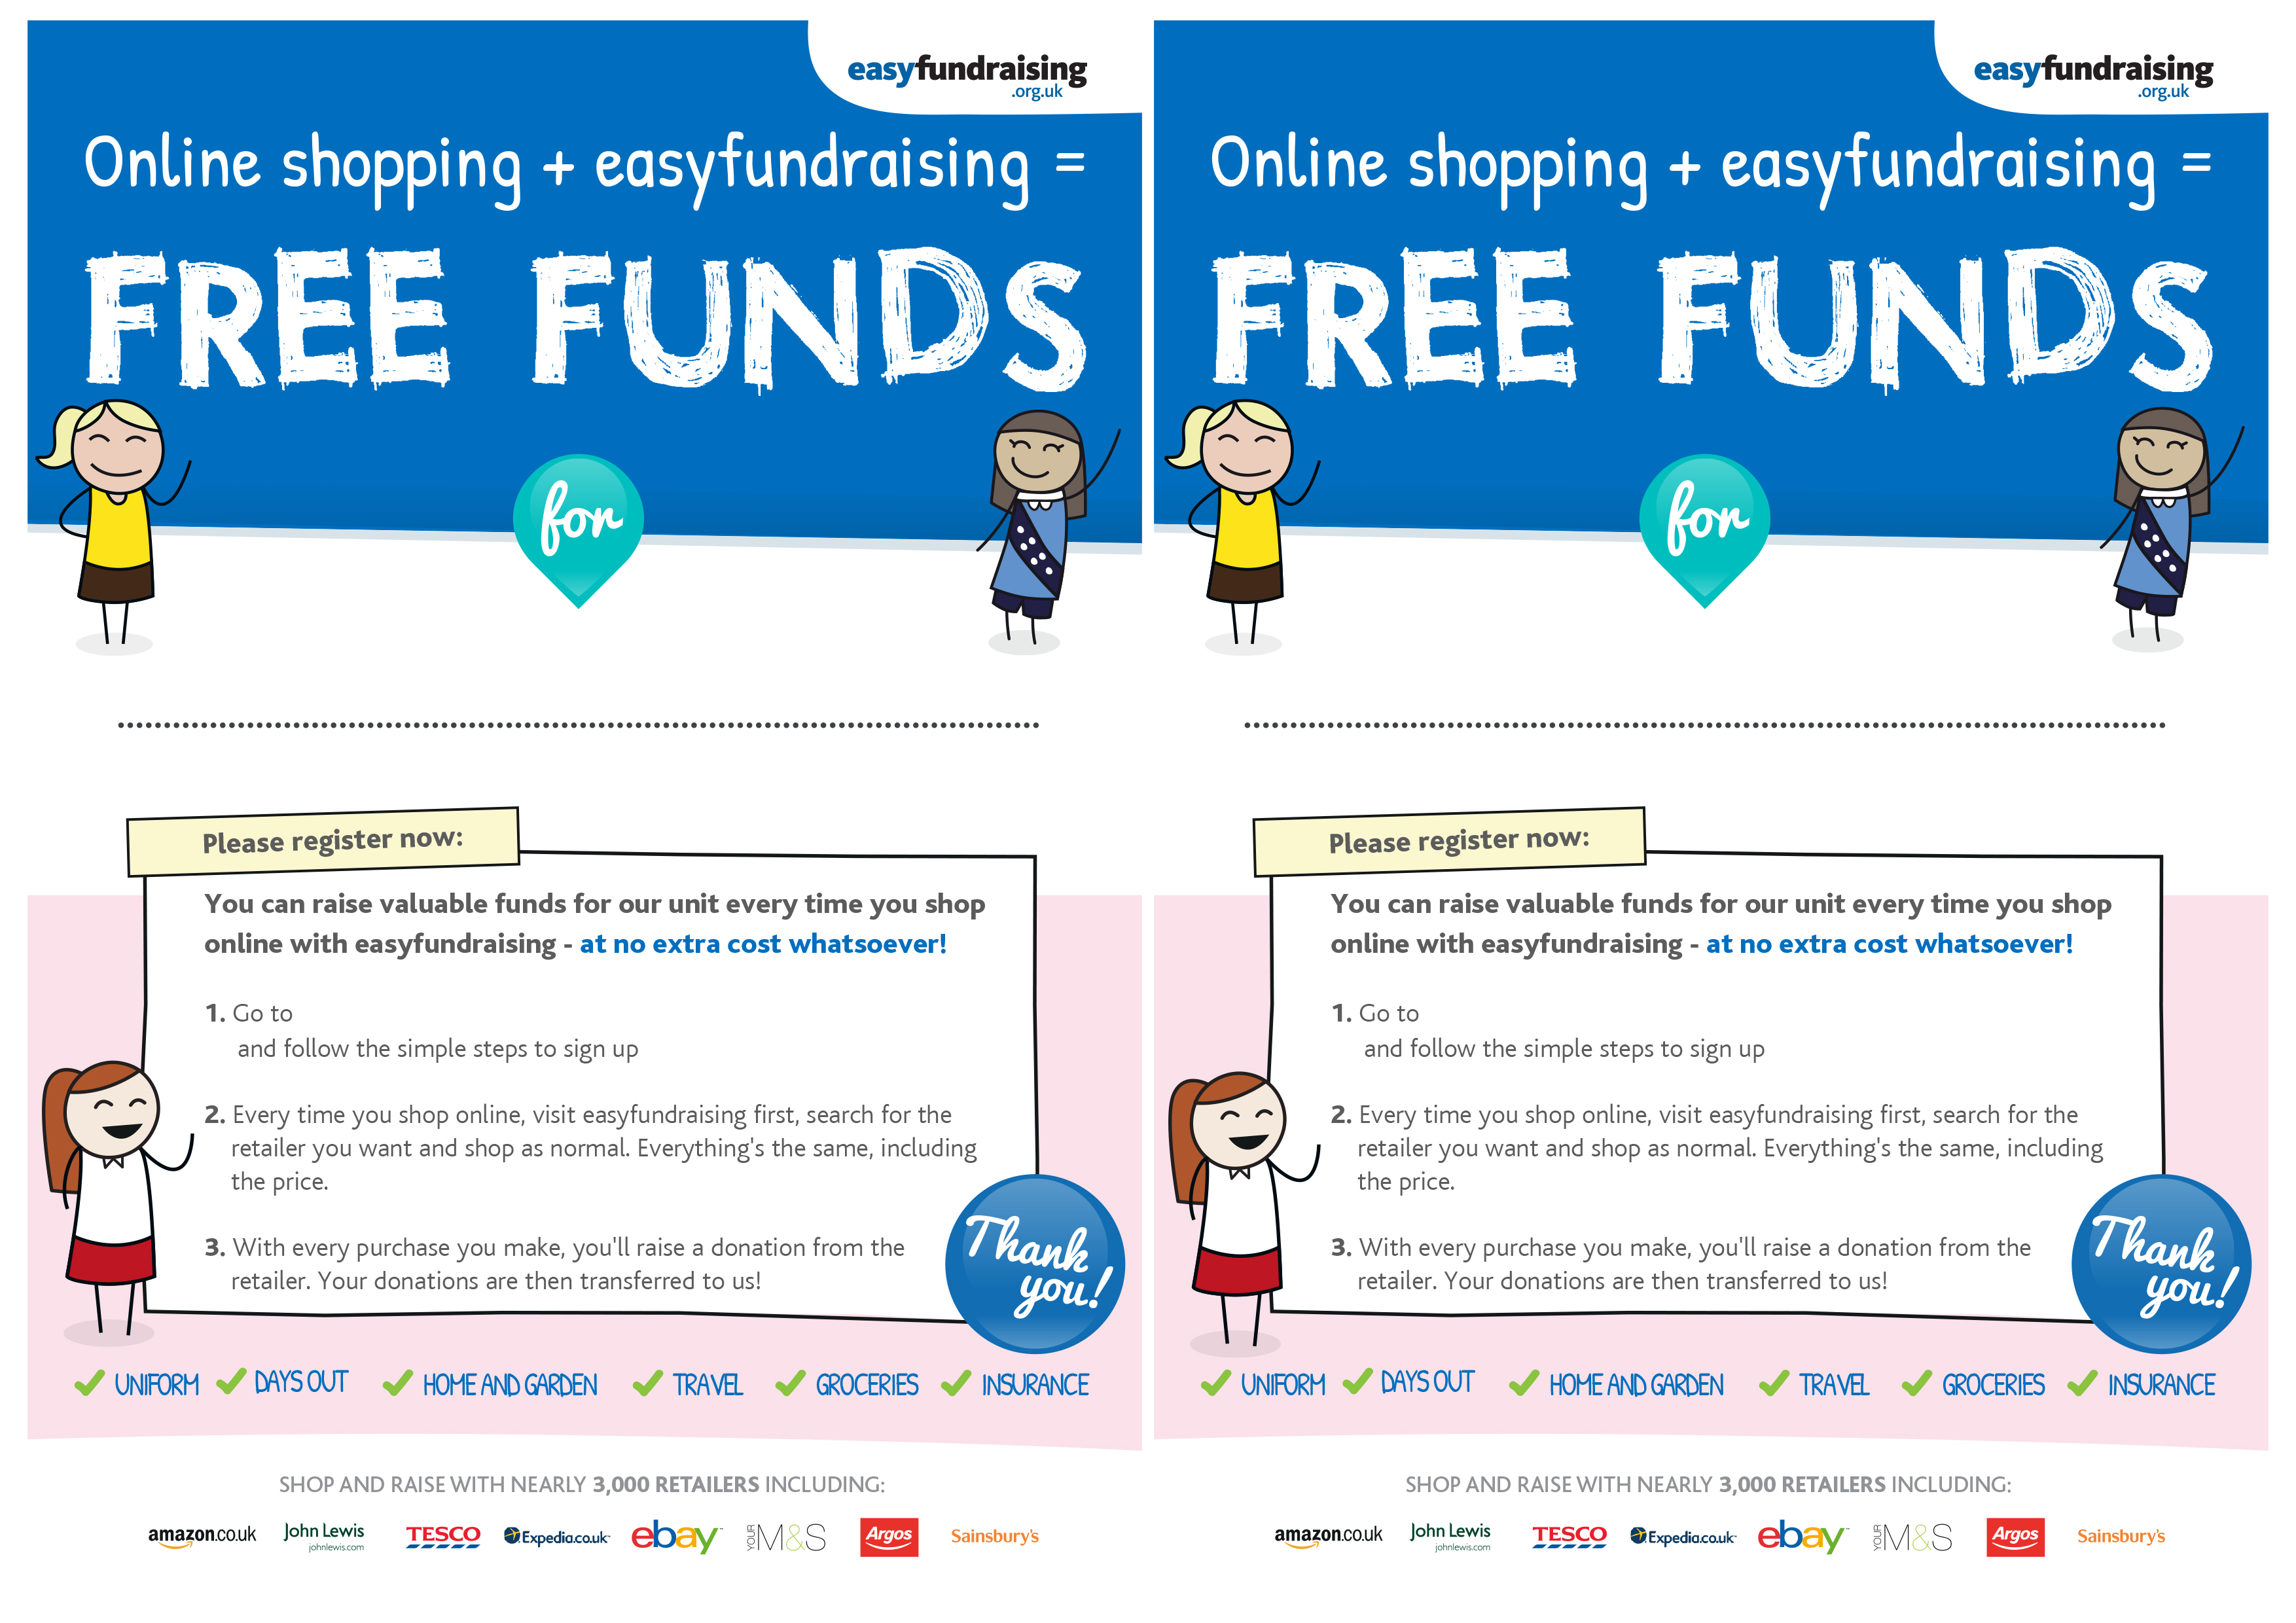 easyfundraising
.org.uk
Online shopping + easyfundraising =
FREE FUNDS
for
Please register now:
You can raise valuable funds for our unit every time you shop
online with easyfundraising - at no extra cost whatsoever!
1. Go to
and follow the simple steps to sign up
2. Every time you shop online, visit easyfundraising first, search for the
retailer you want and shop as normal. Everything's the same, including
the price.
3. With every purchase you make, you'll raise a donation from the
retailer. Your donations are then transferred to us!
Thank
you!
UNIFORM DAYS OUT HOME AND GARDEN TRAVEL GROCERIES INSURANCE
SHOP AND RAISE WITH NEARLY 3,000 RETAILERS INCLUDING:
amazon.co.uk John Lewis TESCO Expedia.co.uk ebay YOUR M&S Argos Sainsbury's
johnlewis.com
easyfundraising
.org.uk
Online shopping + easyfundraising =
FREE FUNDS
for
Please register now:
You can raise valuable funds for our unit every time you shop
online with easyfundraising - at no extra cost whatsoever!
1. Go to
and follow the simple steps to sign up
2. Every time you shop online, visit easyfundraising first, search for the
retailer you want and shop as normal. Everything's the same, including
the price.
3. With every purchase you make, you'll raise a donation from the
retailer. Your donations are then transferred to us!
Thank
you!
UNIFORM DAYS OUT HOME AND GARDEN TRAVEL GROCERIES INSURANCE
SHOP AND RAISE WITH NEARLY 3,000 RETAILERS INCLUDING:
amazon.co.uk John Lewis TESCO Expedia.co.uk ebay YOUR M&S Argos Sainsbury's
johnlewis.com